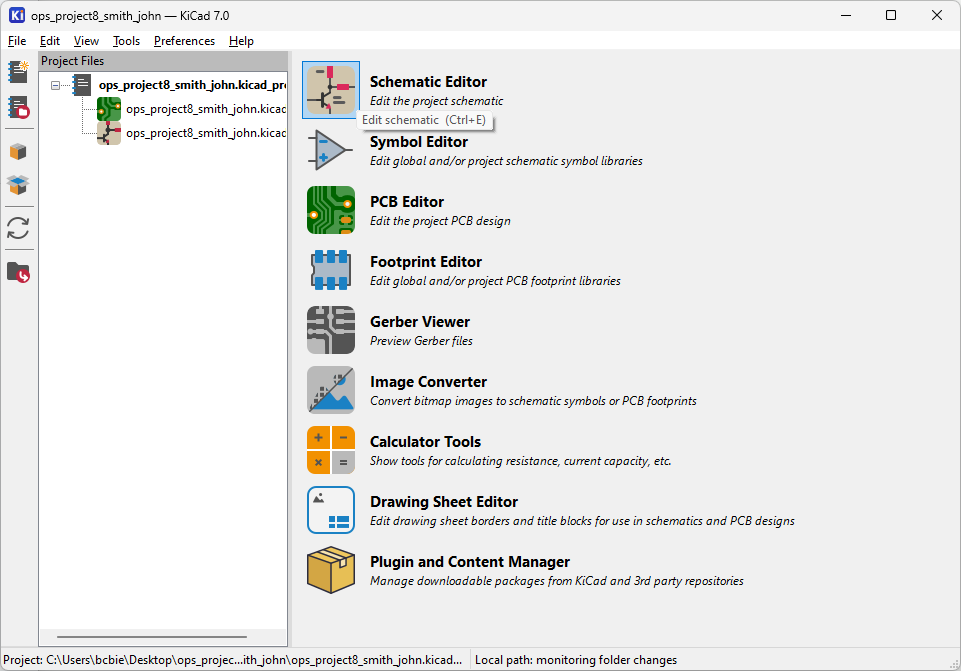 ops_project8_smith_john — KiCad 7.0
File Edit View Tools Preferences Help
Project Files
ops_project8_smith_john.kicad_pro
ops_project8_smith_john.kicad
ops_project8_smith_john.kicad
Schematic Editor
Edit the project schematic
Edit schematic (Ctrl+E)
Symbol Editor
Edit global and/or project schematic symbol libraries
PCB Editor
Edit the project PCB design
Footprint Editor
Edit global and/or project PCB footprint libraries
Gerber Viewer
Preview Gerber files
Image Converter
Convert bitmap images to schematic symbols or PCB footprints
Calculator Tools
Show tools for calculating resistance, current capacity, etc.
Drawing Sheet Editor
Edit drawing sheet borders and title blocks for use in schematics and PCB designs
Plugin and Content Manager
Manage downloadable packages from KiCad and 3rd party repositories
Project: C:\Users\bcbie\Desktop\ops_projec...ith_john\ops_project8_smith_john.kicad... Local path: monitoring folder changes